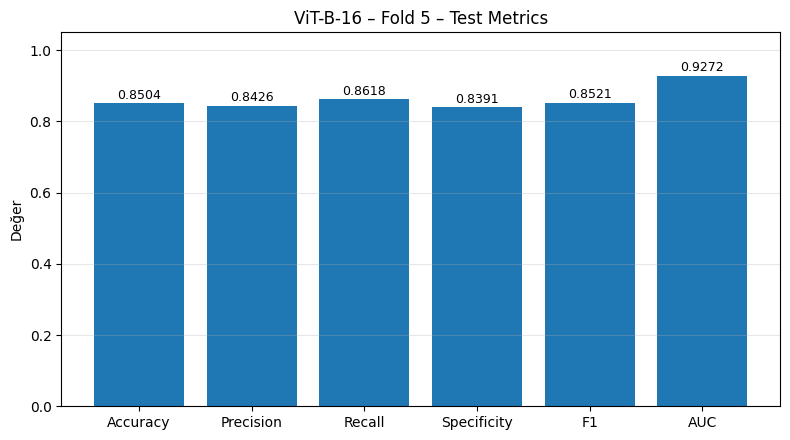 ViT-B-16 – Fold 5 – Test Metrics
1.0
0.8
0.6
0.4
0.2
0.0
Değer
0.8504
0.8426
0.8618
0.8391
0.8521
0.9272
Accuracy
Precision
Recall
Specificity
F1
AUC